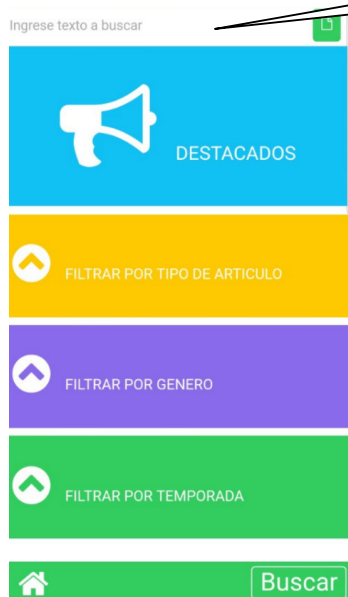 Ingrese texto a buscar
DESTACADOS
FILTRAR POR TIPO DE ARTICULO
FILTRAR POR GENERO
FILTRAR POR TEMPORADA
Buscar